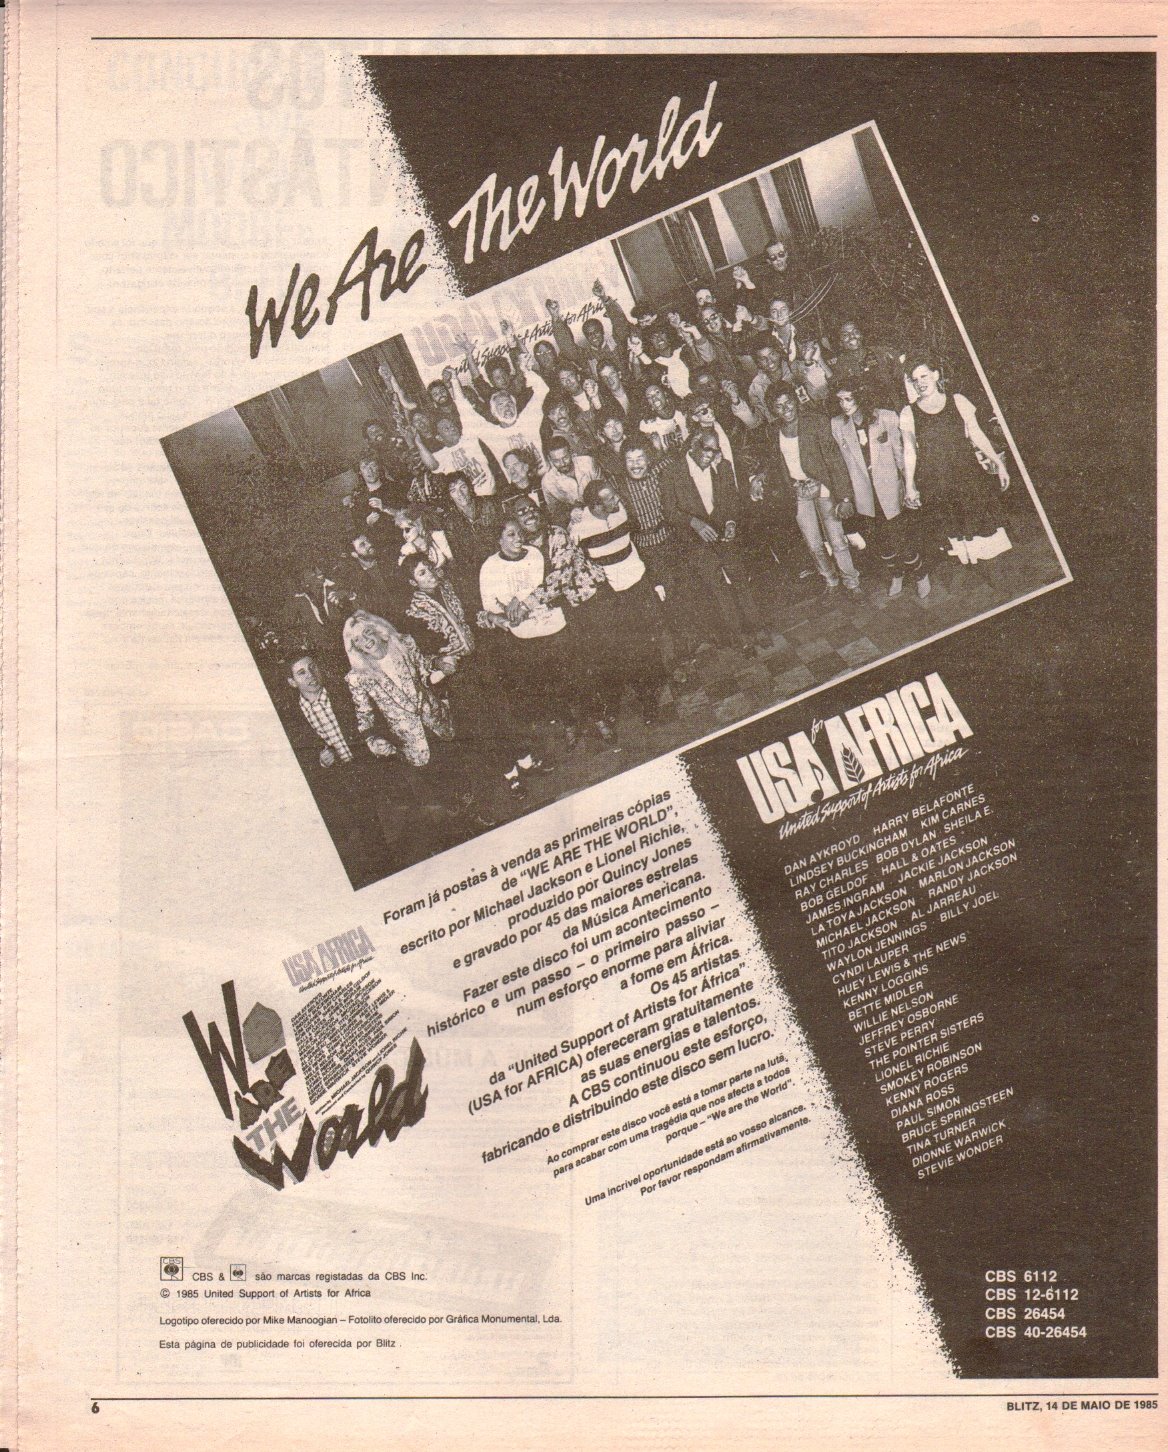 We Are The World
USA for AFRICA
United Support of Artists for Africa
USA for AFRICA
United Support of Artists for Africa
DAN AYKROYD HARRY BELAFONTE
LINDSEY BUCKINGHAM KIM CARNES
RAY CHARLES BOB DYLAN SHEILA E.
BOB GELDOF HALL & OATES
JAMES INGRAM JACKIE JACKSON
LA TOYA JACKSON MARLON JACKSON
MICHAEL JACKSON RANDY JACKSON
TITO JACKSON AL JARREAU
WAYLON JENNINGS BILLY JOEL
CYNDI LAUPER
HUEY LEWIS & THE NEWS
KENNY LOGGINS
BETTE MIDLER
WILLIE NELSON
JEFFREY OSBORNE
STEVE PERRY
THE POINTER SISTERS
LIONEL RICHIE
SMOKEY ROBINSON
KENNY ROGERS
DIANA ROSS
PAUL SIMON
BRUCE SPRINGSTEEN
TINA TURNER
DIONNE WARWICK
STEVIE WONDER
Foram já postas à venda as primeiras cópias
de "WE ARE THE WORLD",
escrito por Michael Jackson e Lionel Richie,
produzido por Quincy Jones
e gravado por 45 das maiores estrelas
da Música Americana.
Fazer este disco foi um acontecimento
histórico e um passo – o primeiro passo –
num esforço enorme para aliviar
a fome em África.
Os 45 artistas
da "United Support of Artists for África"
(USA for AFRICA) ofereceram gratuitamente
as suas energias e talentos.
A CBS continuou este esforço,
fabricando e distribuindo este disco sem lucro.
Ao comprar este disco você está a tomar parte na luta,
para acabar com uma tragédia que nos afecta a todos
porque – "We are the World".
Uma incrível oportunidade está ao vosso alcance.
Por favor respondam afirmativamente.
USA for AFRICA
United Support of Artists for Africa
We
ARE
THE
World
CBS
CBS & são marcas registadas da CBS Inc.
© 1985 United Support of Artists for Africa
Logotipo oferecido por Mike Manoogian – Fotolito oferecido por Gráfica Monumental, Lda.
Esta página de publicidade foi oferecida por Blitz .
CBS 6112
CBS 12-6112
CBS 26454
CBS 40-26454
6
BLITZ, 14 DE MAIO DE 1985